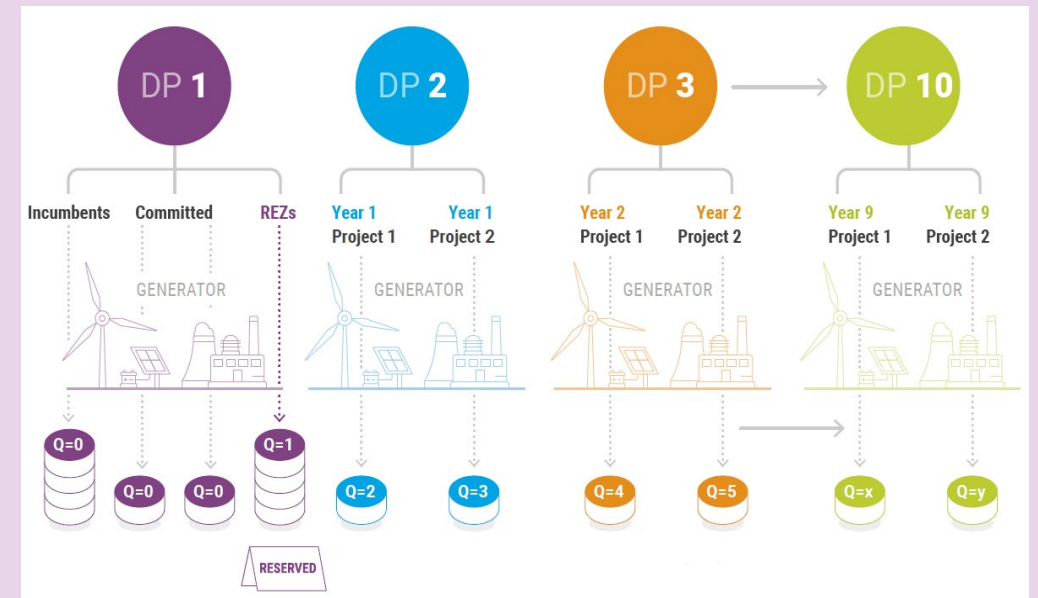 DP 1
DP 2
DP 3
DP 10
Incumbents
Committed
REZs
Year 1
Project 1
Year 1
Project 2
Year 2
Project 1
Year 2
Project 2
Year 9
Project 1
Year 9
Project 2
GENERATOR
GENERATOR
GENERATOR
GENERATOR
Q=0
Q=0
Q=0
Q=1
Q=2
Q=3
Q=4
Q=5
Q=x
Q=y
RESERVED